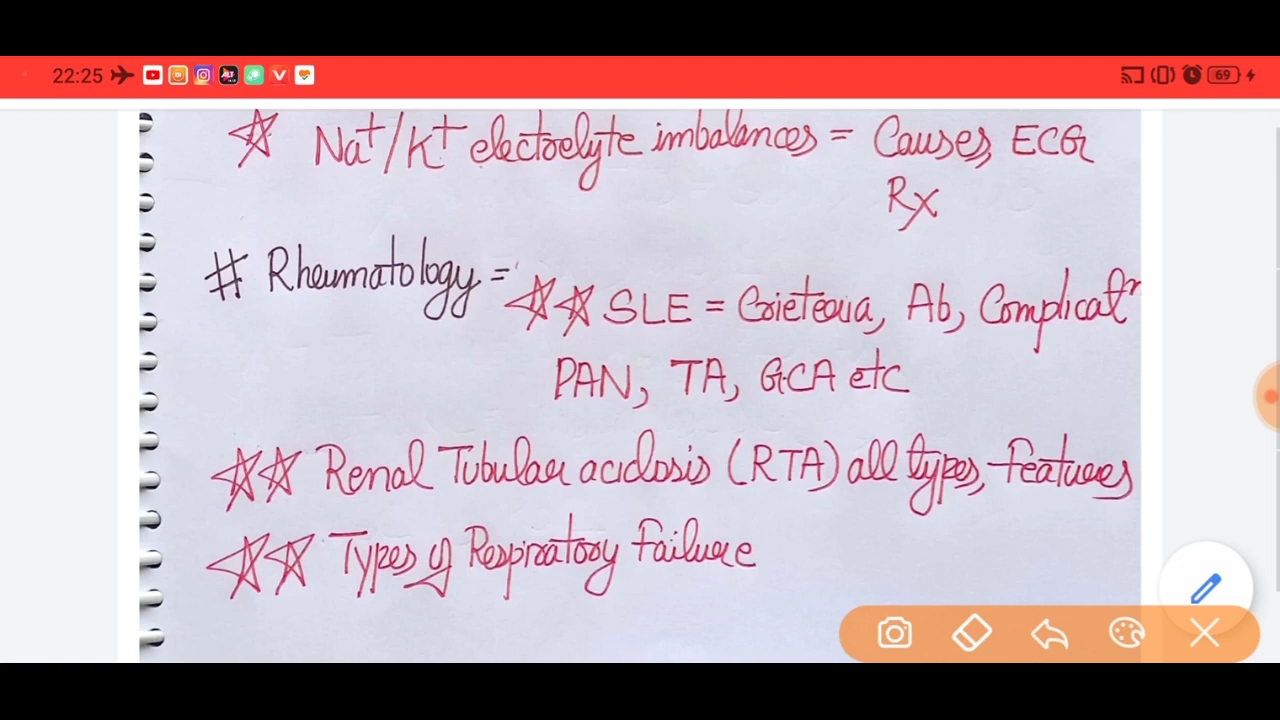 22:25
69
☆ Na+/K+ electrolyte imbalances = Causes, ECG
Rx
# Rheumatology =
☆☆ SLE = Crieteria, Ab, Complicatn
PAN, TA, GCA etc
☆☆ Renal Tubular acidosis (RTA) all types, features
☆☆ Types of Respiratory Failure